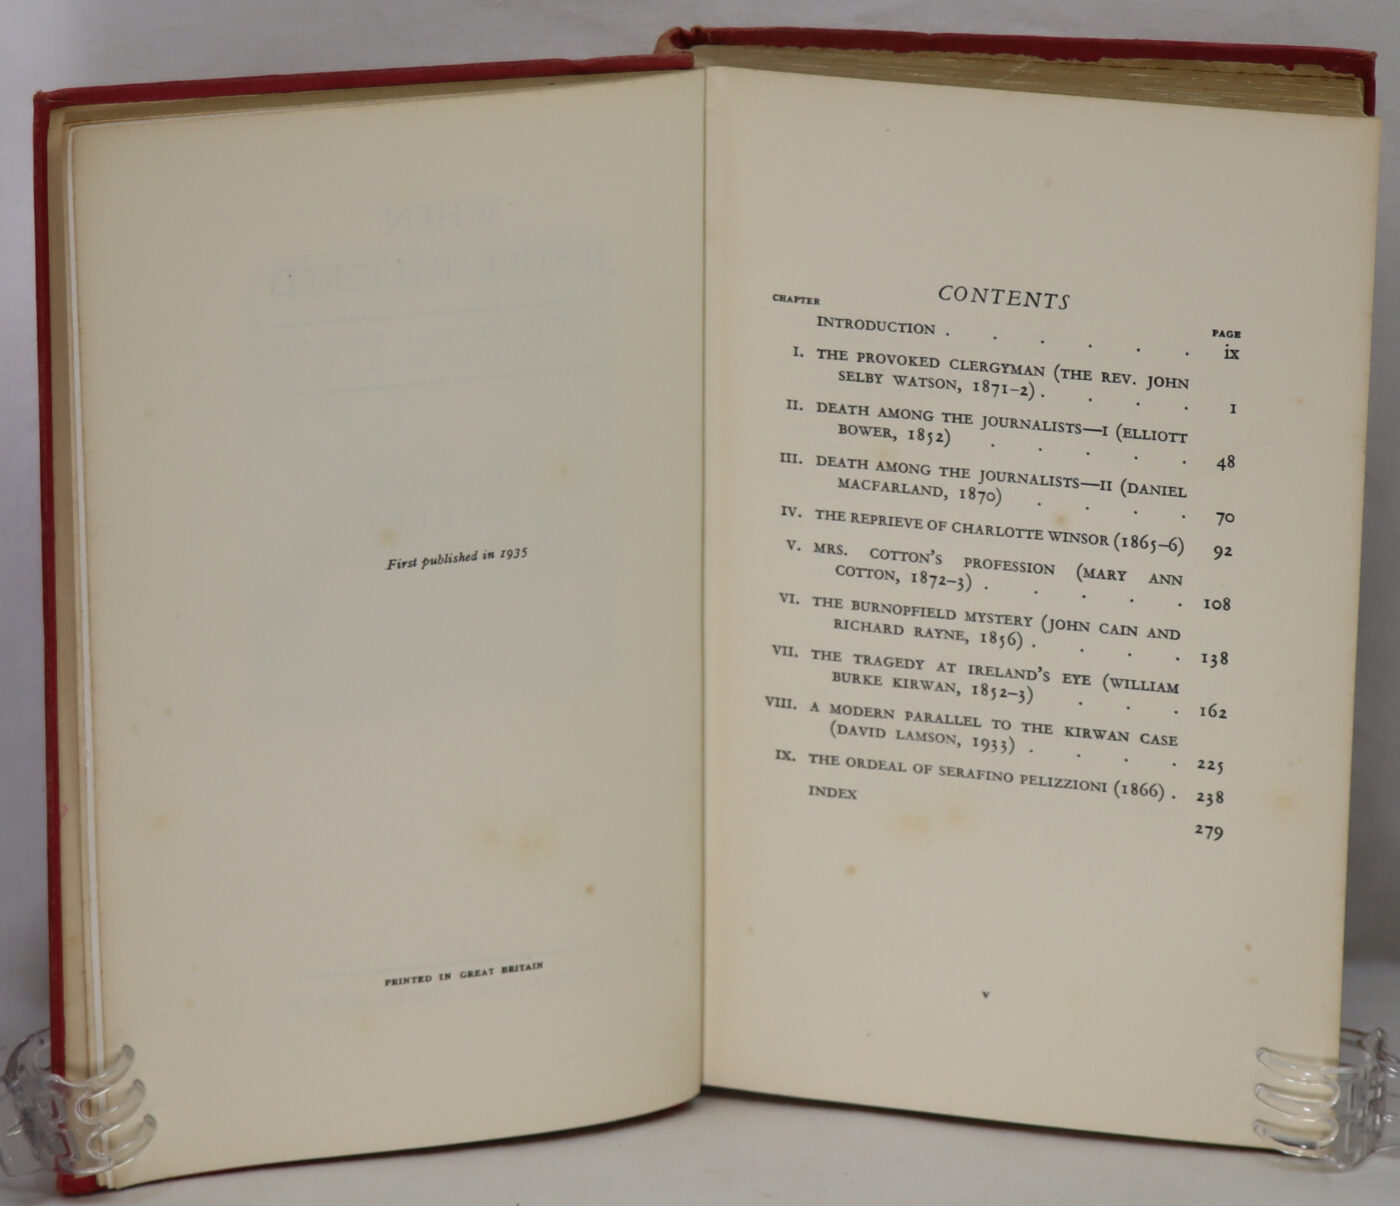 First published in 1935
PRINTED IN GREAT BRITAIN
CONTENTS
CHAPTER
PAGE
INTRODUCTION . . . . . . ix
I. THE PROVOKED CLERGYMAN (THE REV. JOHN
SELBY WATSON, 1871–2) . . . . 1
II. DEATH AMONG THE JOURNALISTS—I (ELLIOTT
BOWER, 1852) . . . . . 48
III. DEATH AMONG THE JOURNALISTS—II (DANIEL
MACFARLAND, 1870) . . . . 70
IV. THE REPRIEVE OF CHARLOTTE WINSOR (1865–6) 92
V. MRS. COTTON'S PROFESSION (MARY ANN
COTTON, 1872–3) . . . . . 108
VI. THE BURNOPFIELD MYSTERY (JOHN CAIN AND
RICHARD RAYNE, 1856) . . . . 138
VII. THE TRAGEDY AT IRELAND'S EYE (WILLIAM
BURKE KIRWAN, 1852–3) . . . 162
VIII. A MODERN PARALLEL TO THE KIRWAN CASE
(DAVID LAMSON, 1933) . . . . 225
IX. THE ORDEAL OF SERAFINO PELIZZIONI (1866) . 238
INDEX 279
v